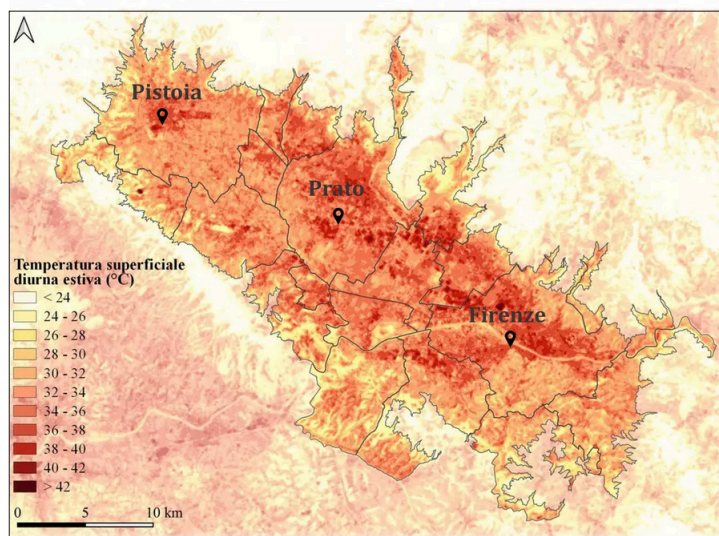 Pistoia
Prato
Firenze
Temperatura superficiale
diurna estiva (°C)
< 24
24 - 26
26 - 28
28 - 30
30 - 32
32 - 34
34 - 36
36 - 38
38 - 40
40 - 42
> 42
0 5 10 km